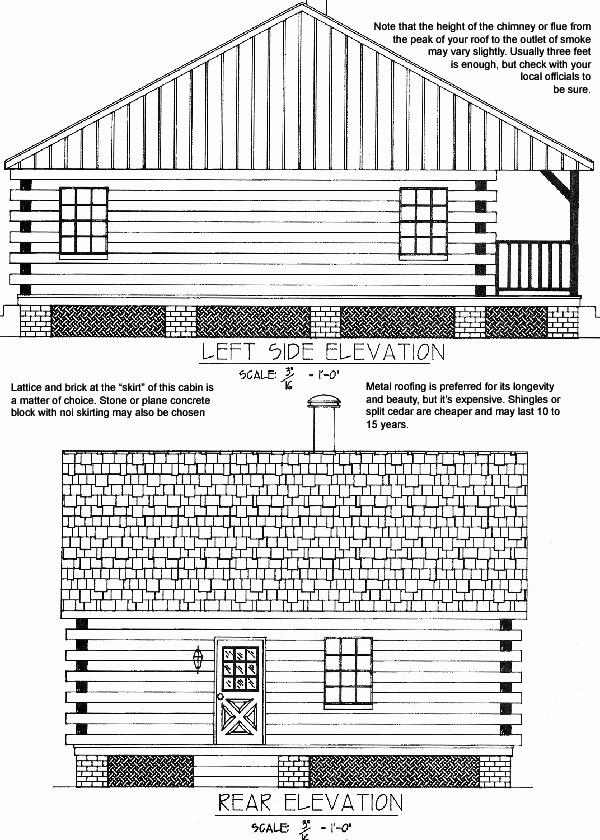 Note that the height of the chimney or flue from
the peak of your roof to the outlet of smoke
may vary slightly. Usually three feet
is enough, but check with your
local officials to
be sure.
LEFT SIDE ELEVATION
SCALE: 3"/16 - 1'-0"
Lattice and brick at the “skirt” of this cabin is
a matter of choice. Stone or plane concrete
block with noi skirting may also be chosen
Metal roofing is preferred for its longevity
and beauty, but it’s expensive. Shingles or
split cedar are cheaper and may last 10 to
15 years.
REAR ELEVATION
SCALE: 3"/16 - 1'-0"